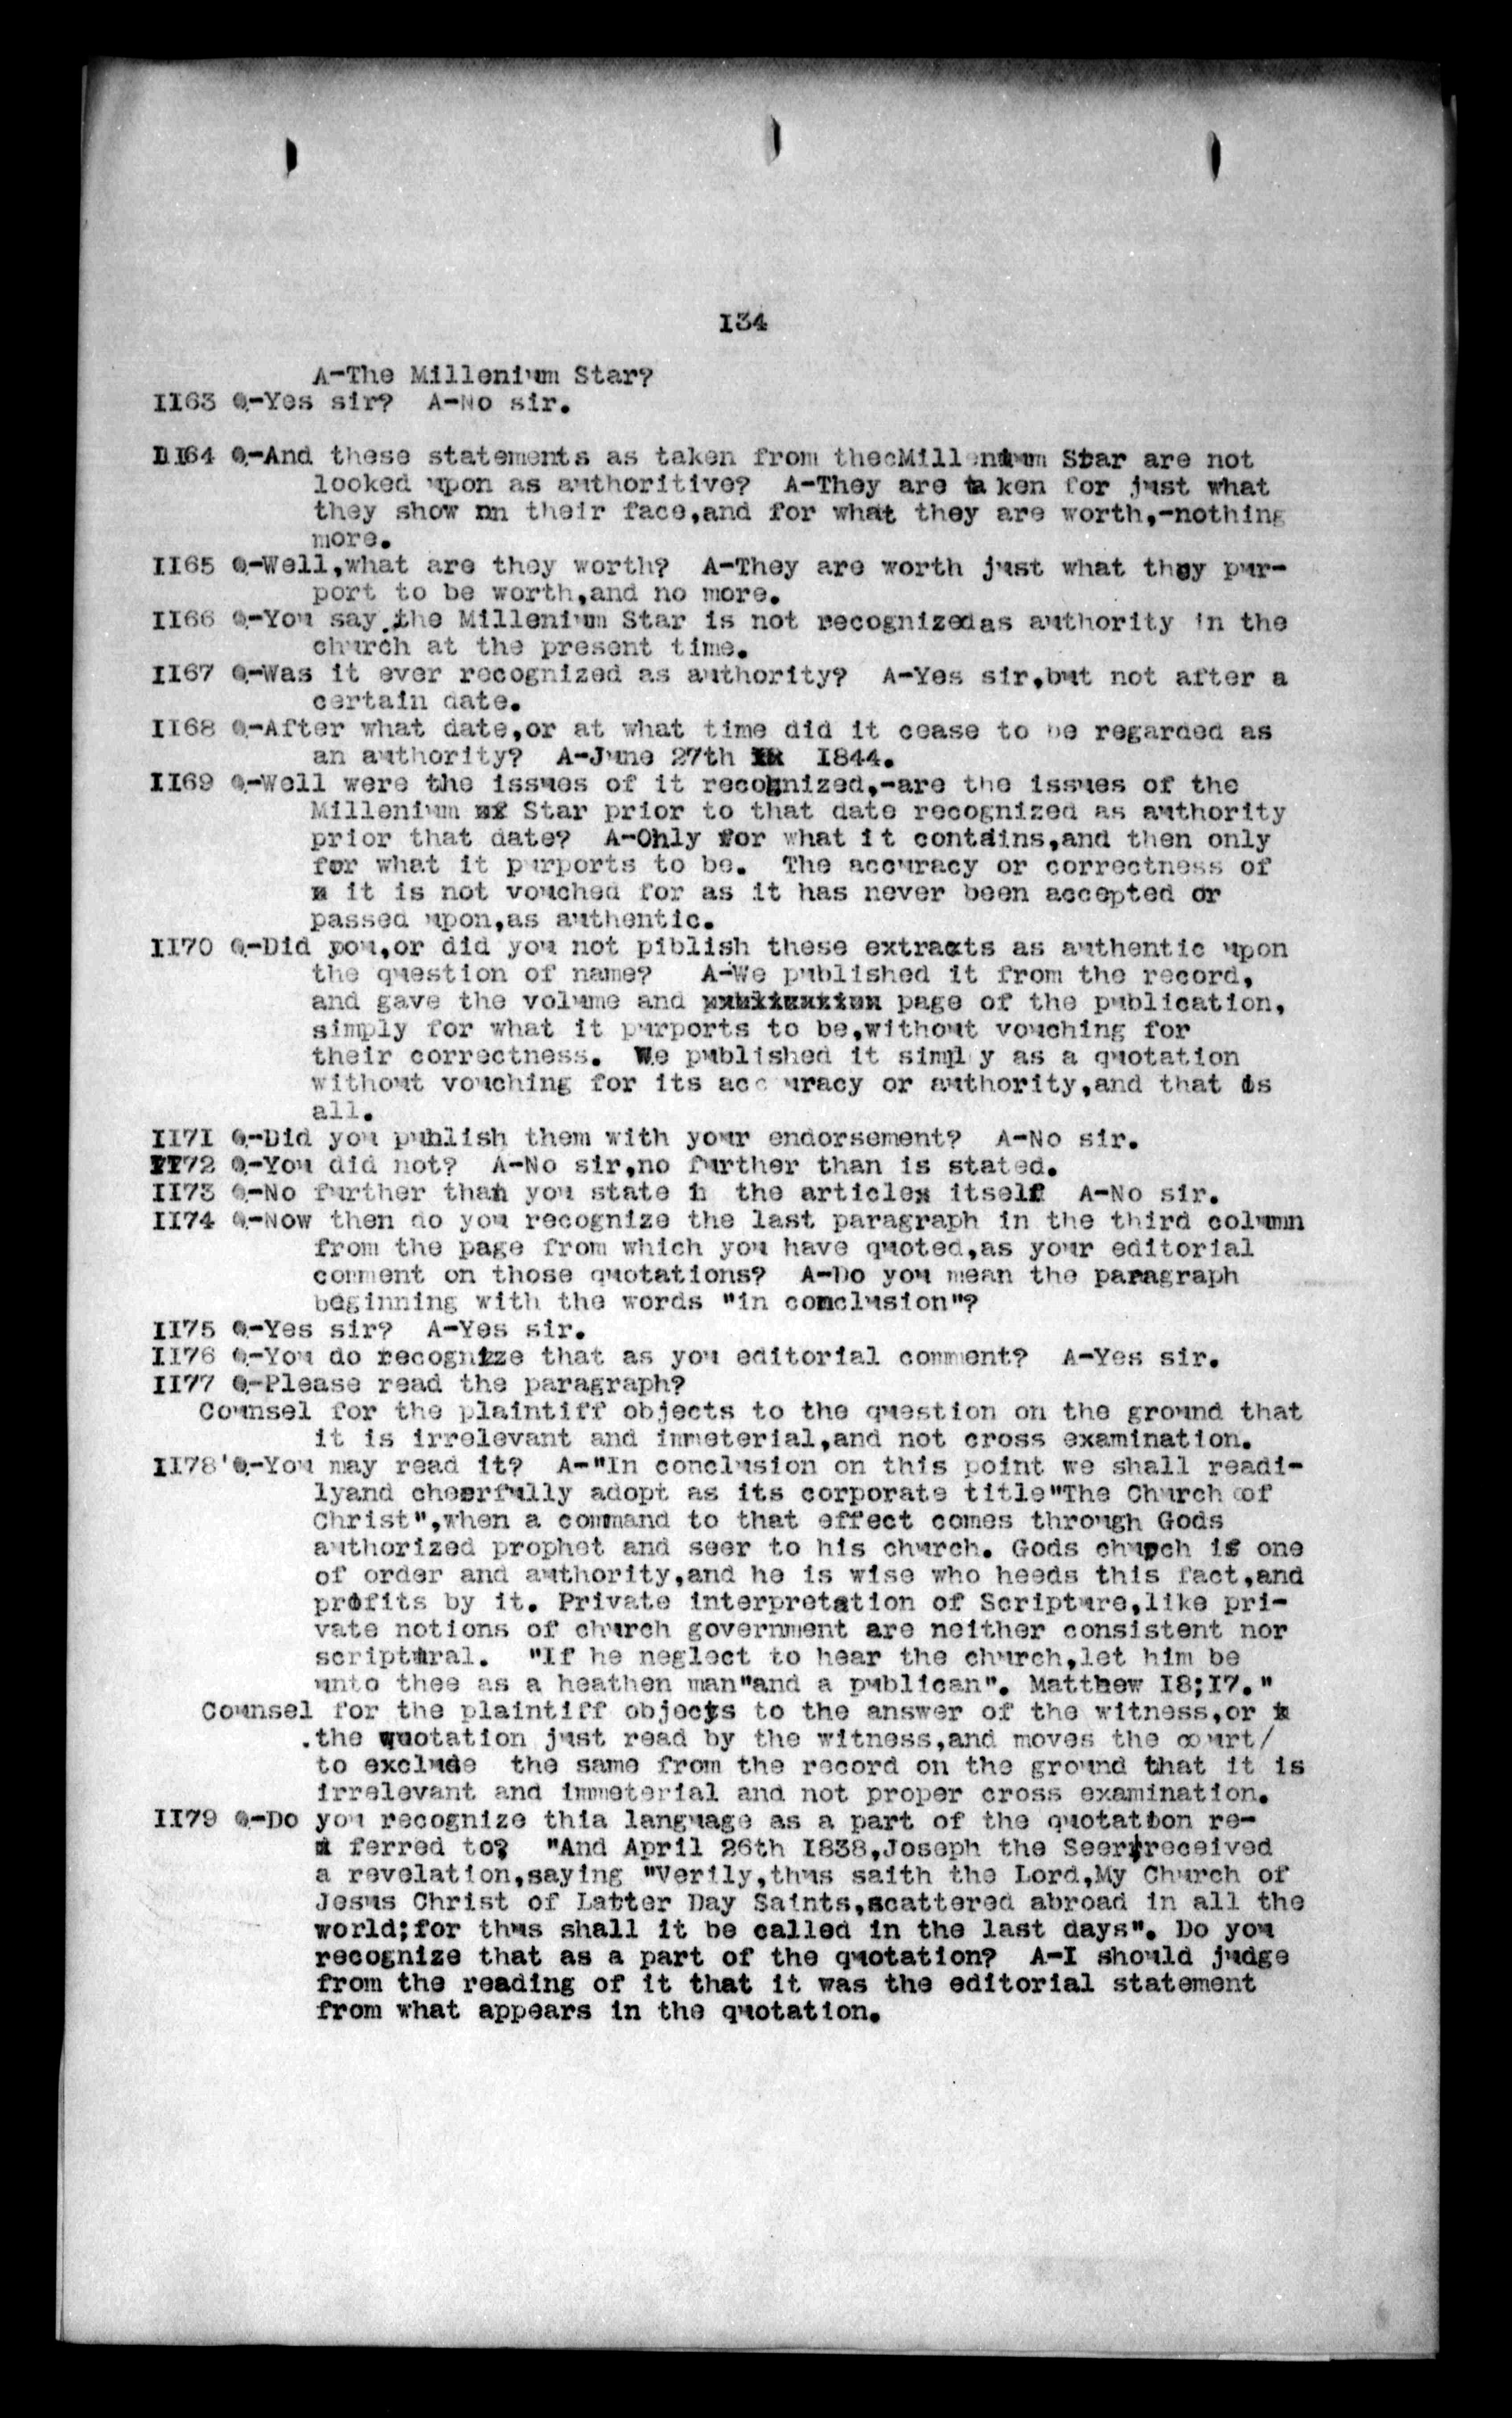 134
A-The Millenium Star?
1163 Q-Yes sir? A-No sir.
1164 Q-And these statements as taken from the Millenium Star are not
looked upon as authoritive? A-They are ta ken for just what
they show on their face,and for what they are worth,-nothing
more.
1165 Q-Well,what are they worth? A-They are worth just what they pur-
port to be worth,and no more.
1166 Q-You say the Millenium Star is not recognizedas authority in the
church at the present time.
1167 Q-Was it ever recognized as authority? A-Yes sir,but not after a
certain date.
1168 Q-After what date,or at what time did it cease to be regarded as
an authority? A-June 27th 1844.
1169 Q-Well were the issues of it recognized,-are the issues of the
Millenium Star prior to that date recognized as authority
prior that date? A-Only for what it contains,and then only
for what it purports to be. The accuracy or correctness of
it is not vouched for as it has never been accepted or
passed upon,as authentic.
1170 Q-Did you,or did you not piblish these extracts as authentic upon
the question of name? A-We published it from the record,
and gave the volume and page of the publication,
simply for what it purports to be,without vouching for
their correctness. We published it simpl y as a quotation
without vouching for its acc uracy or authority,and that is
all.
1171 Q-Did you publish them with your endorsement? A-No sir.
1172 Q-You did not? A-No sir,no further than is stated.
1173 Q-No further than you state in the article itself A-No sir.
1174 Q-Now then do you recognize the last paragraph in the third column
from the page from which you have quoted,as your editorial
comment on those quotations? A-Do you mean the paragraph
beginning with the words "in conclusion"?
1175 Q-Yes sir? A-Yes sir.
1176 Q-You do recognize that as you editorial comment? A-Yes sir.
1177 Q-Please read the paragraph?
Counsel for the plaintiff objects to the question on the ground that
it is irrelevant and immeterial,and not cross examination.
1178'Q-You may read it? A-"In conclusion on this point we shall readi-
lyand cheerfully adopt as its corporate title"The Church of
Christ",when a command to that effect comes through Gods
authorized prophet and seer to his church. Gods church is one
of order and authority,and he is wise who heeds this fact,and
profits by it. Private interpretation of Scripture,like pri-
vate notions of church government are neither consistent nor
scriptural. "If he neglect to hear the church,let him be
unto thee as a heathen man"and a publican". Matthew 18;17."
Counsel for the plaintiff objects to the answer of the witness,or
.the quotation just read by the witness,and moves the court/
to exclude the same from the record on the ground that it is
irrelevant and immeterial and not proper cross examination.
1179 Q-Do you recognize thia language as a part of the quotation re-
ferred to? "And April 26th 1838,Joseph the Seer received
a revelation,saying "Verily,thus saith the Lord,My Church of
Jesus Christ of Latter Day Saints,scattered abroad in all the
world;for thus shall it be called in the last days". Do you
recognize that as a part of the quotation? A-I should judge
from the reading of it that it was the editorial statement
from what appears in the quotation.